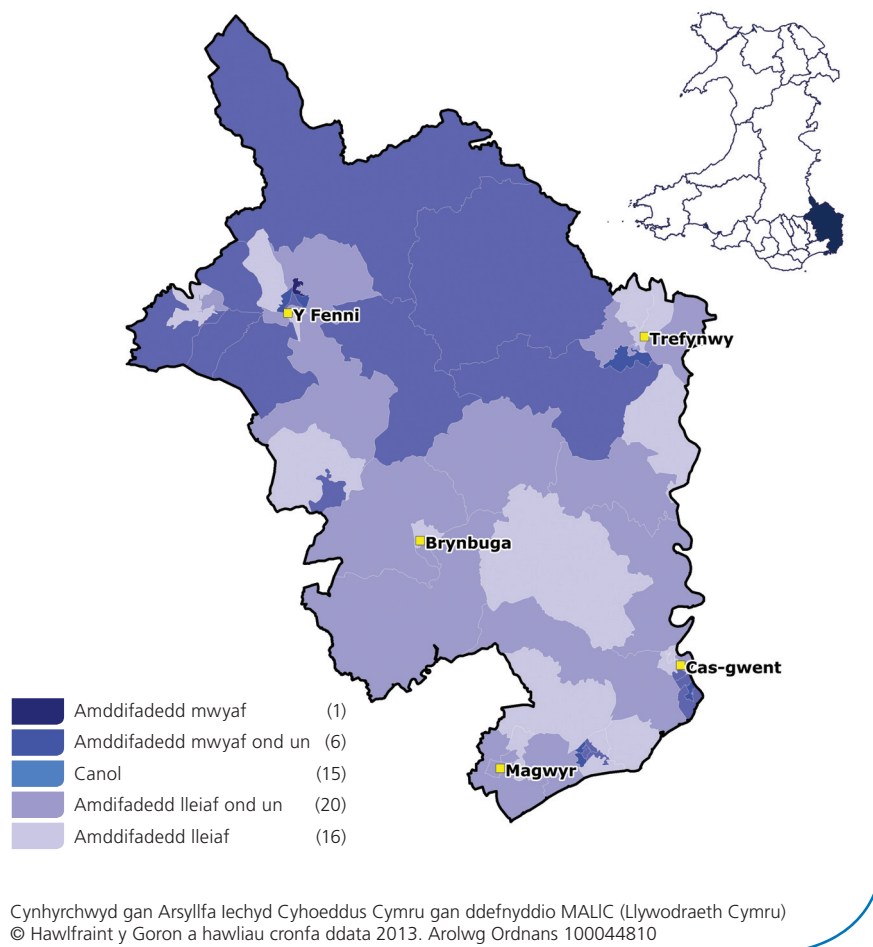 Y Fenni
Trefynwy
Brynbuga
Cas-gwent
Magwyr
Amddifadedd mwyaf (1)
Amddifadedd mwyaf ond un (6)
Canol (15)
Amdifadedd lleiaf ond un (20)
Amddifadedd lleiaf (16)
Cynhyrchwyd gan Arsyllfa Iechyd Cyhoeddus Cymru gan ddefnyddio MALlC (Llywodraeth Cymru)
© Hawlfraint y Goron a hawliau cronfa ddata 2013. Arolwg Ordnans 100044810